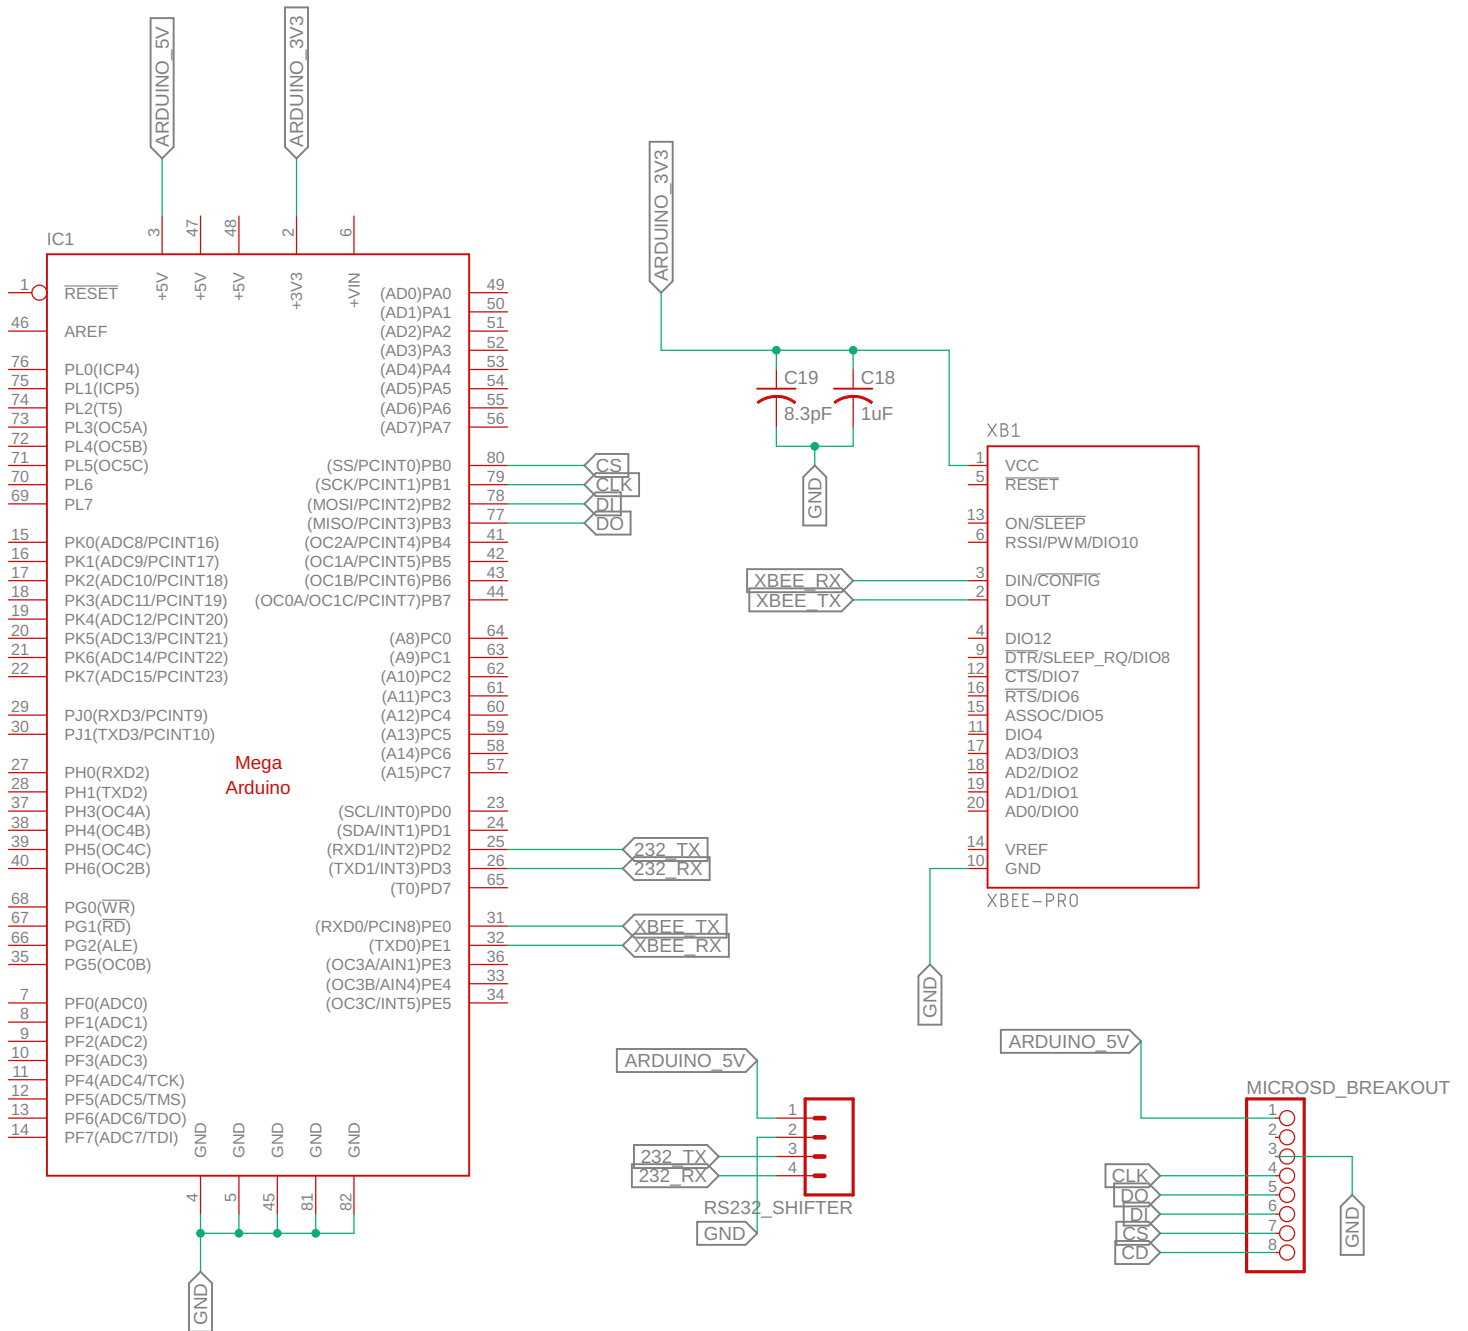 ARDUINO_5V
ARDUINO_3V3
ARDUINO_3V3
IC1
3
47
48
2
6
+5V
+5V
+5V
+3V3
+VIN
1 RESET
46 AREF
76 PL0(ICP4)
75 PL1(ICP5)
74 PL2(T5)
73 PL3(OC5A)
72 PL4(OC5B)
71 PL5(OC5C)
70 PL6
69 PL7
15 PK0(ADC8/PCINT16)
16 PK1(ADC9/PCINT17)
17 PK2(ADC10/PCINT18)
18 PK3(ADC11/PCINT19)
19 PK4(ADC12/PCINT20)
20 PK5(ADC13/PCINT21)
21 PK6(ADC14/PCINT22)
22 PK7(ADC15/PCINT23)
29 PJ0(RXD3/PCINT9)
30 PJ1(TXD3/PCINT10)
27 PH0(RXD2)
28 PH1(TXD2)
37 PH3(OC4A)
38 PH4(OC4B)
39 PH5(OC4C)
40 PH6(OC2B)
68 PG0(WR)
67 PG1(RD)
66 PG2(ALE)
35 PG5(OC0B)
7 PF0(ADC0)
8 PF1(ADC1)
9 PF2(ADC2)
10 PF3(ADC3)
11 PF4(ADC4/TCK)
12 PF5(ADC5/TMS)
13 PF6(ADC6/TDO)
14 PF7(ADC7/TDI)
Mega
Arduino
(AD0)PA0 49
(AD1)PA1 50
(AD2)PA2 51
(AD3)PA3 52
(AD4)PA4 53
(AD5)PA5 54
(AD6)PA6 55
(AD7)PA7 56
(SS/PCINT0)PB0 80 CS
(SCK/PCINT1)PB1 79 CLK
(MOSI/PCINT2)PB2 78 DI
(MISO/PCINT3)PB3 77 DO
(OC2A/PCINT4)PB4 41
(OC1A/PCINT5)PB5 42
(OC1B/PCINT6)PB6 43
(OC0A/OC1C/PCINT7)PB7 44
(A8)PC0 64
(A9)PC1 63
(A10)PC2 62
(A11)PC3 61
(A12)PC4 60
(A13)PC5 59
(A14)PC6 58
(A15)PC7 57
(SCL/INT0)PD0 23
(SDA/INT1)PD1 24
(RXD1/INT2)PD2 25 232_TX
(TXD1/INT3)PD3 26 232_RX
(T0)PD7 65
(RXD0/PCIN8)PE0 31 XBEE_TX
(TXD0)PE1 32 XBEE_RX
(OC3A/AIN1)PE3 36
(OC3B/AIN4)PE4 33
(OC3C/INT5)PE5 34
GND
GND
GND
GND
GND
4
5
45
81
82
GND
C19
8.3pF
C18
1uF
GND
XB1
1 VCC
5 RESET
13 ON/SLEEP
6 RSSI/PWM/DIO10
XBEE_RX 3 DIN/CONFIG
XBEE_TX 2 DOUT
4 DIO12
9 DTR/SLEEP_RQ/DIO8
12 CTS/DIO7
16 RTS/DIO6
15 ASSOC/DIO5
11 DIO4
17 AD3/DIO3
18 AD2/DIO2
19 AD1/DIO1
20 AD0/DIO0
14 VREF
10 GND
XBEE-PRO
GND
ARDUINO_5V
1
2
232_TX 3
232_RX 4
RS232_SHIFTER
GND
ARDUINO_5V
MICROSD_BREAKOUT
1
2
3
CLK 4
DO 5
DI 6
CS 7
CD 8
GND